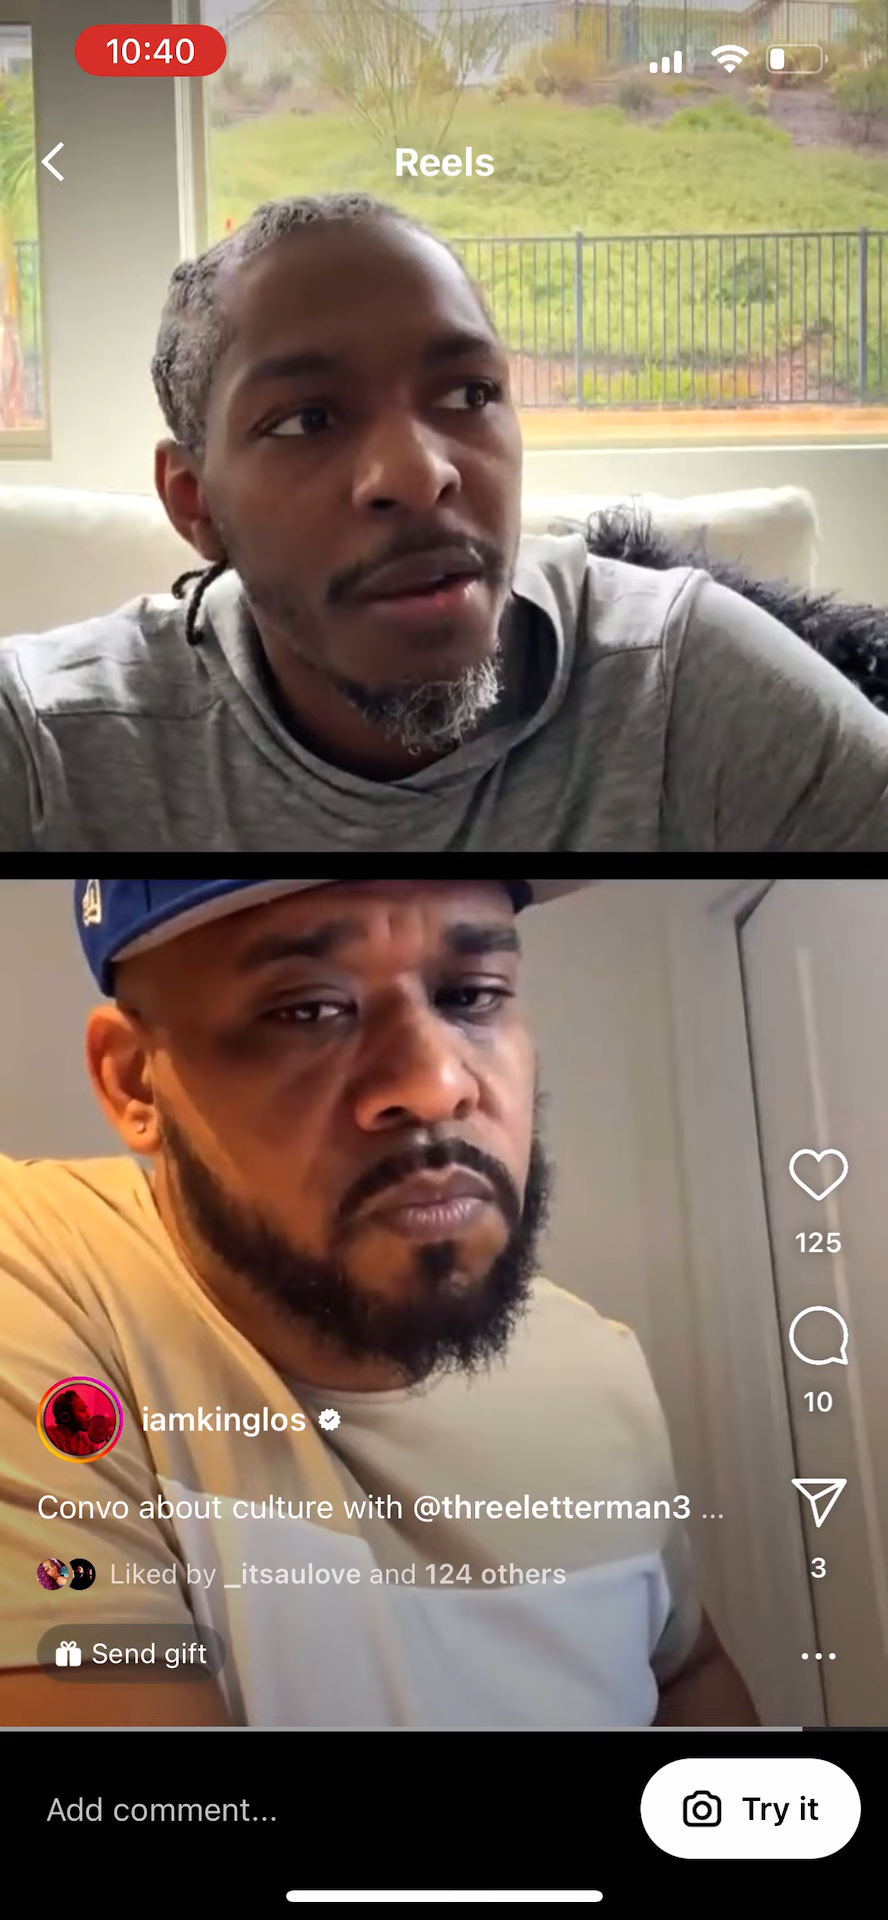 10:40
Reels
125
10
iamkinglos
Convo about culture with @threeletterman3 ...
3
Liked by _itsaulove and 124 others
Send gift
Add comment...
Try it